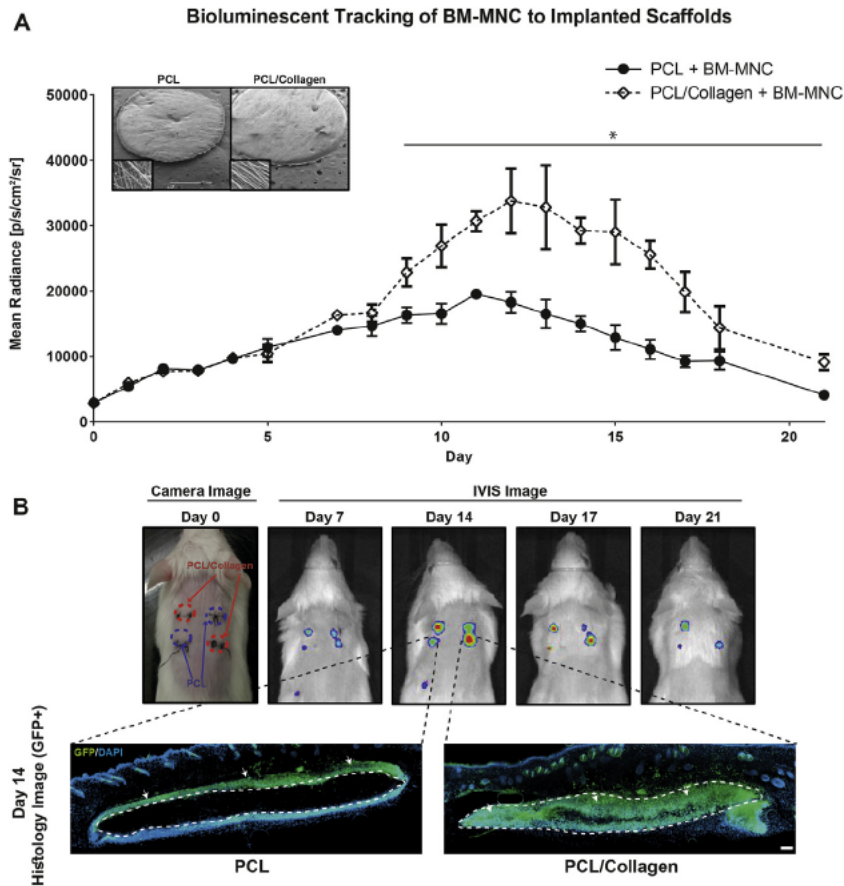 A
Bioluminescent Tracking of BM-MNC to Implanted Scaffolds
PCL + BM-MNC
PCL/Collagen + BM-MNC
PCL
PCL/Collagen
*
50000
40000
30000
20000
10000
0
Mean Radiance [p/s/cm²/sr]
0
5
10
15
20
Day
B
Camera Image
IVIS Image
Day 0
Day 7
Day 14
Day 17
Day 21
PCL/Collagen
PCL
Day 14
Histology Image (GFP+)
GFP/DAPI
PCL
PCL/Collagen